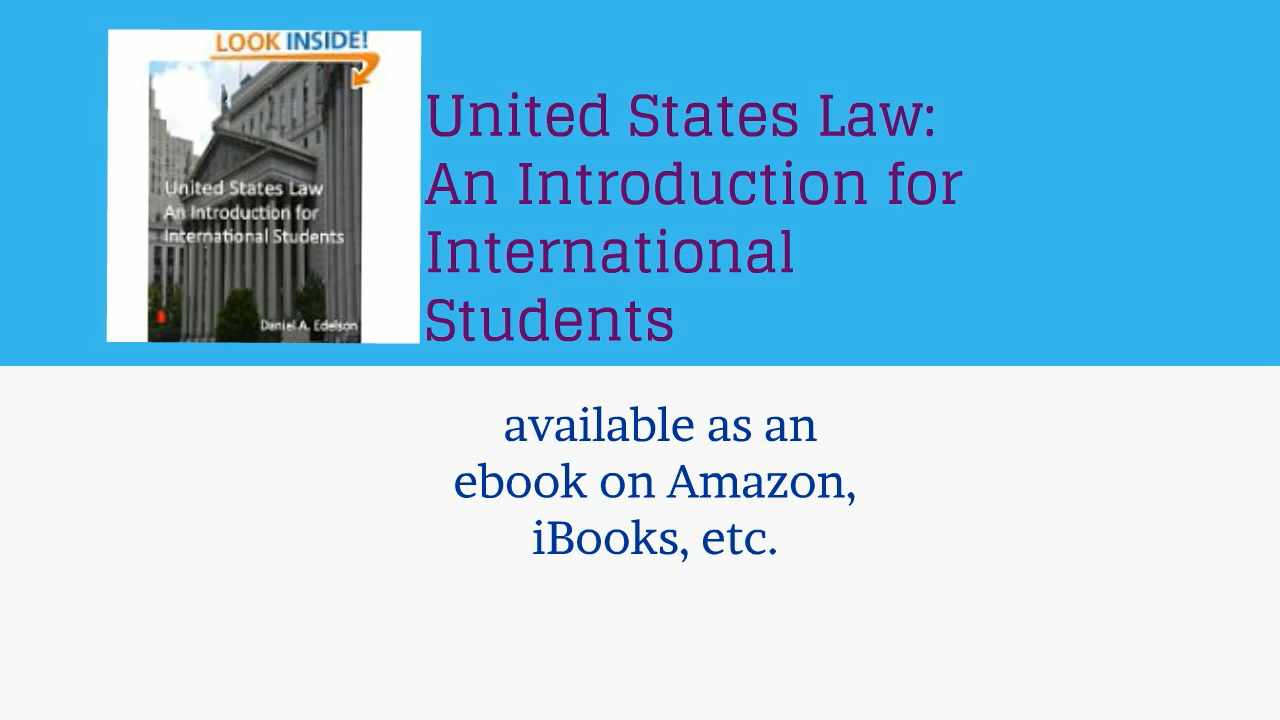 LOOK INSIDE!
United States Law
An Introduction for
International Students
Daniel A. Edelson
United States Law:
An Introduction for
International
Students
available as an
ebook on Amazon,
iBooks, etc.